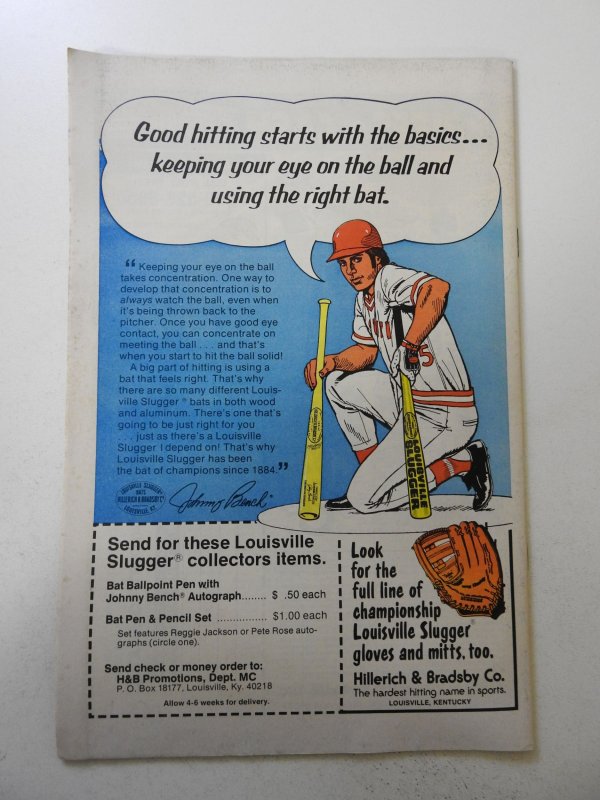 Good hitting starts with the basics...
keeping your eye on the ball and
using the right bat.
“Keeping your eye on the ball
takes concentration. One way to
develop that concentration is to
always watch the ball, even when
it's being thrown back to the
pitcher. Once you have good eye
contact, you can concentrate on
meeting the ball . . . and that's
when you start to hit the ball solid!
A big part of hitting is using a
bat that feels right. That's why
there are so many different Louis-
ville Slugger® bats in both wood
and aluminum. There's one that's
going to be just right for you
. . . just as there's a Louisville
Slugger I depend on! That's why
Louisville Slugger has been
the bat of champions since 1884.”
LOUISVILLE SLUGGER
BATS
HILLERICH & BRADSBY CO
LOUISVILLE, KY.
Johnny Bench
5
LOUISVILLE
SLUGGER
Send for these Louisville
Slugger® collectors items.
Bat Ballpoint Pen with
Johnny Bench® Autograph....... $ .50 each
Bat Pen & Pencil Set ................ $1.00 each
Set features Reggie Jackson or Pete Rose auto-
graphs (circle one).
Send check or money order to:
H&B Promotions, Dept. MC
P. O. Box 18177, Louisville, Ky. 40218
Allow 4-6 weeks for delivery.
Look
for the
full line of
championship
Louisville Slugger®
gloves and mitts, too.
Hillerich & Bradsby Co.
The hardest hitting name in sports.
LOUISVILLE, KENTUCKY